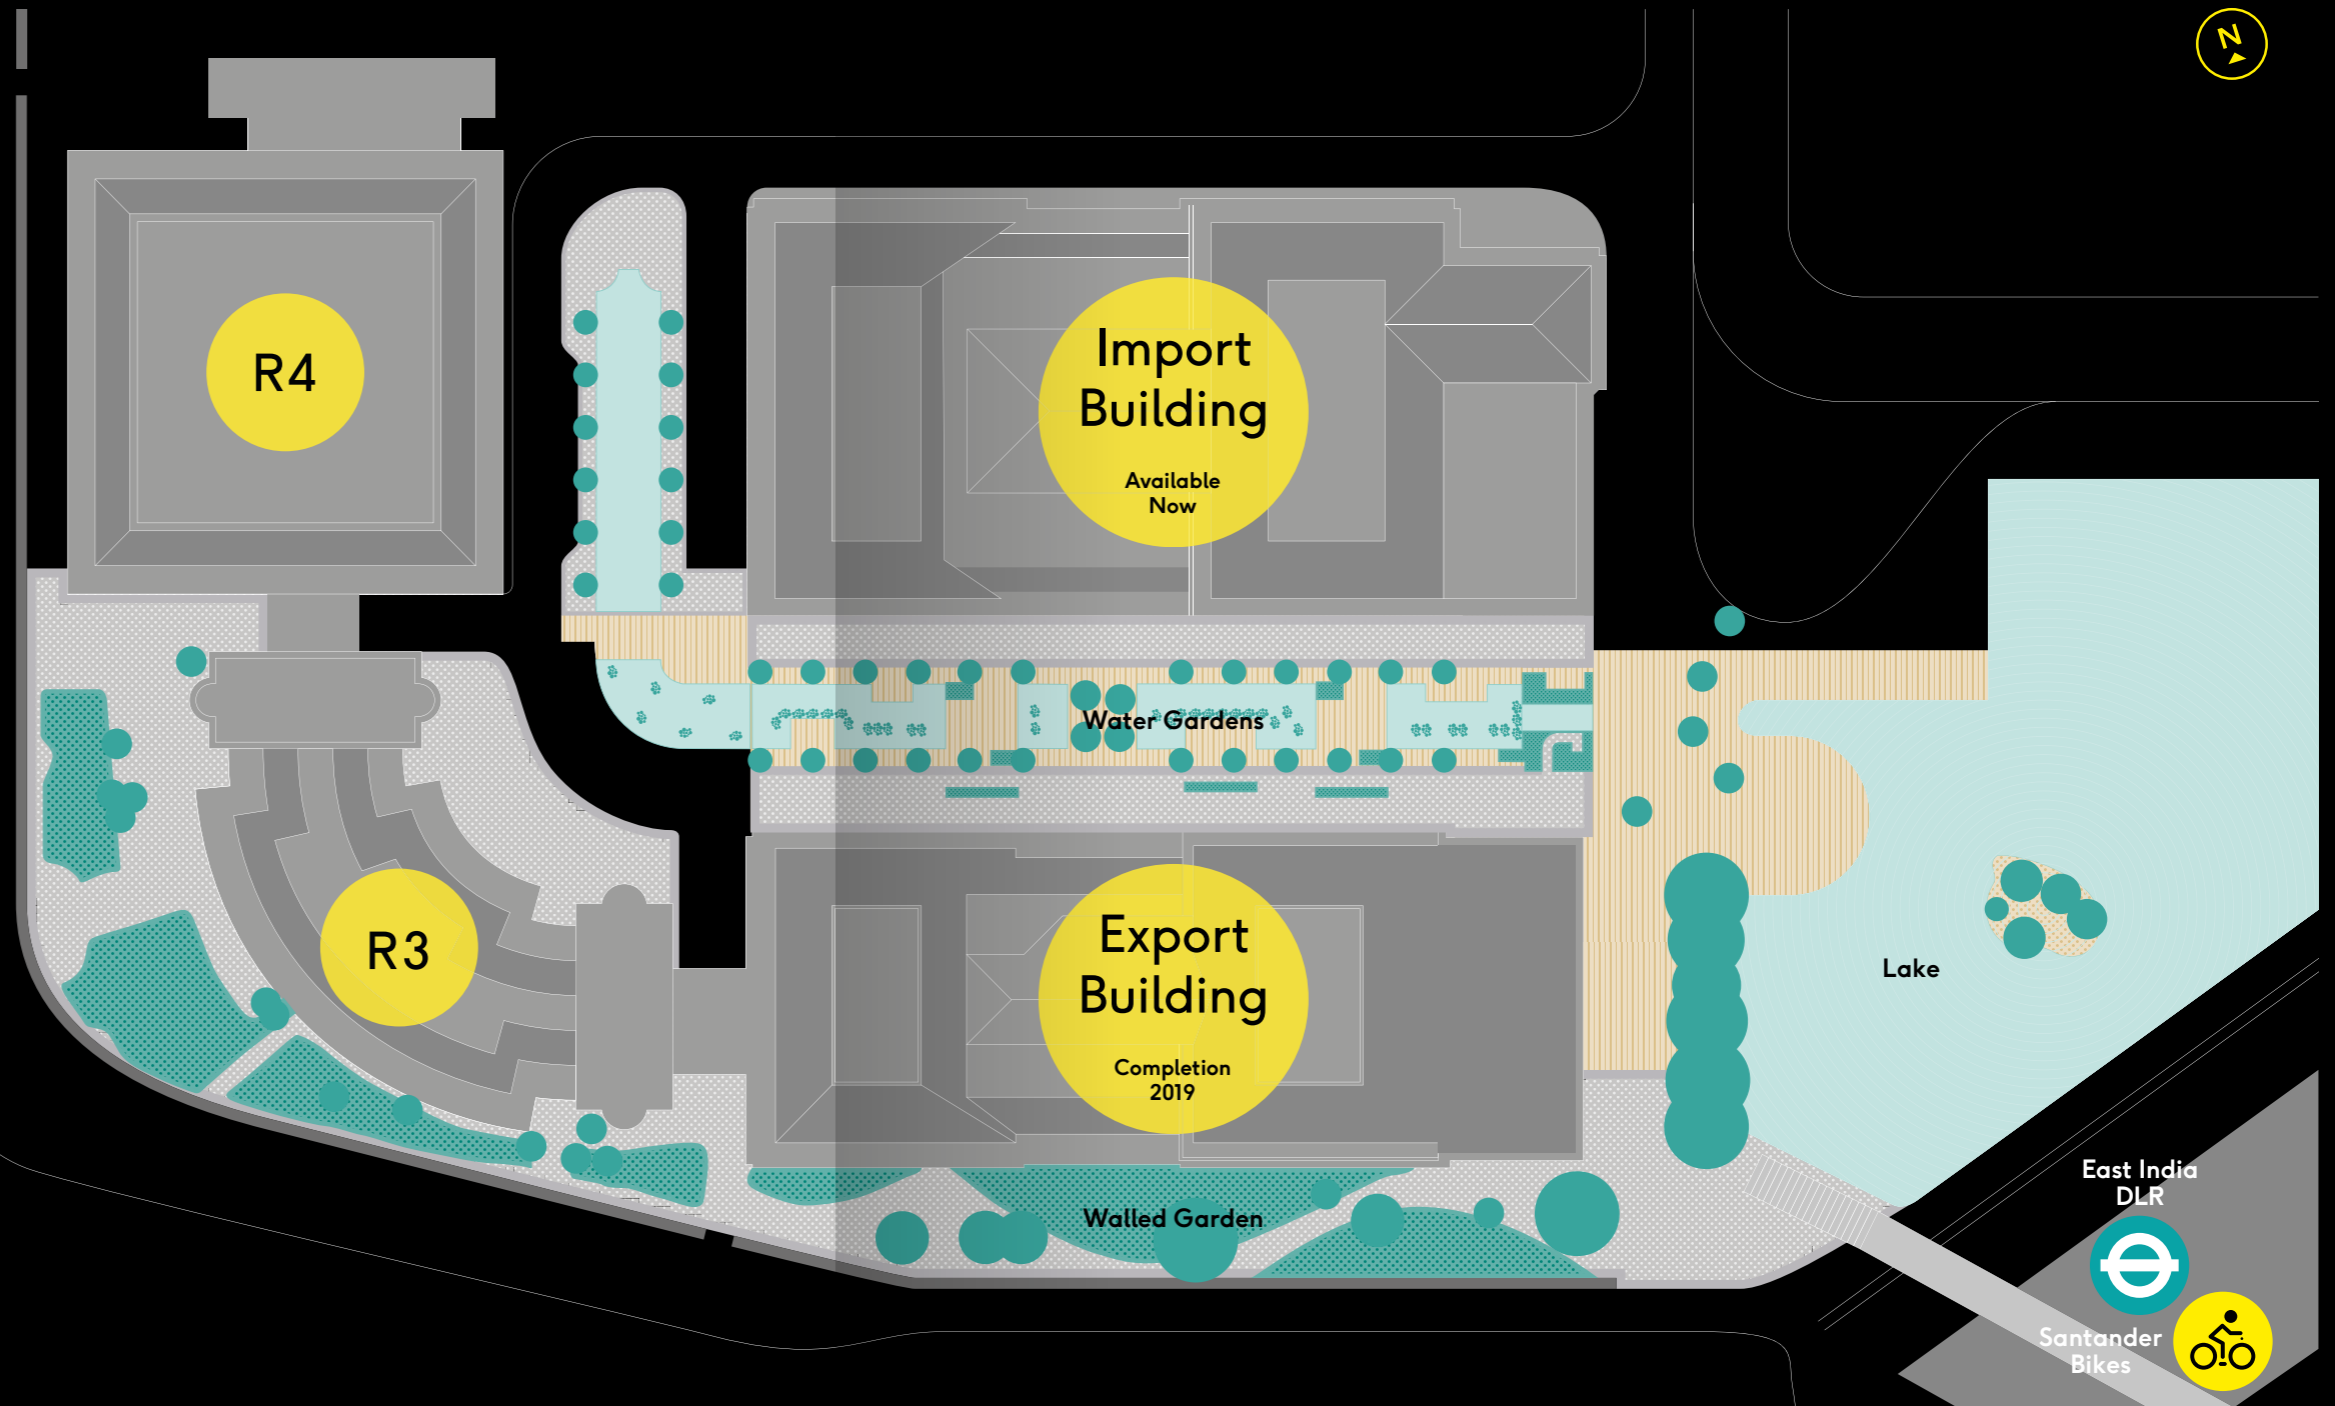 N
R4
Import
Building
Available
Now
Water Gardens
R3
Export
Building
Completion
2019
Lake
Walled Garden
East India
DLR
Santander
Bikes